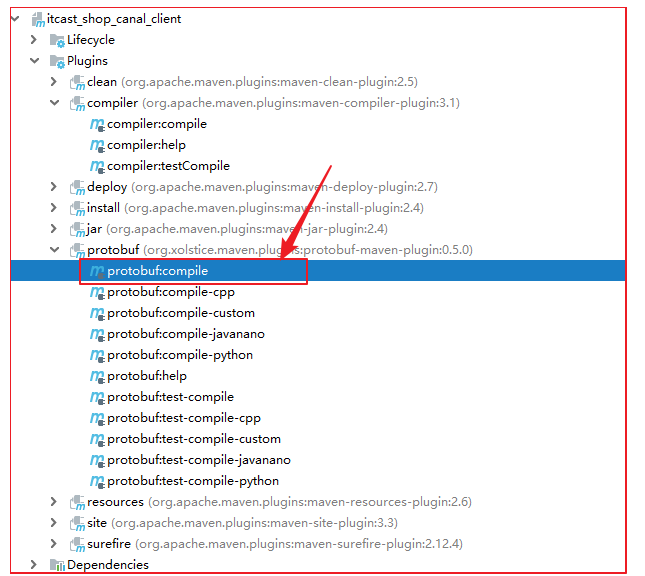 itcast_shop_canal_client
Lifecycle
Plugins
clean (org.apache.maven.plugins:maven-clean-plugin:2.5)
compiler (org.apache.maven.plugins:maven-compiler-plugin:3.1)
compiler:compile
compiler:help
compiler:testCompile
deploy (org.apache.maven.plugins:maven-deploy-plugin:2.7)
install (org.apache.maven.plugins:maven-install-plugin:2.4)
jar (org.apache.maven.plugins:maven-jar-plugin:2.4)
protobuf (org.xolstice.maven.plugins:protobuf-maven-plugin:0.5.0)
protobuf:compile
protobuf:compile-cpp
protobuf:compile-custom
protobuf:compile-javanano
protobuf:compile-python
protobuf:help
protobuf:test-compile
protobuf:test-compile-cpp
protobuf:test-compile-custom
protobuf:test-compile-javanano
protobuf:test-compile-python
resources (org.apache.maven.plugins:maven-resources-plugin:2.6)
site (org.apache.maven.plugins:maven-site-plugin:3.3)
surefire (org.apache.maven.plugins:maven-surefire-plugin:2.12.4)
Dependencies